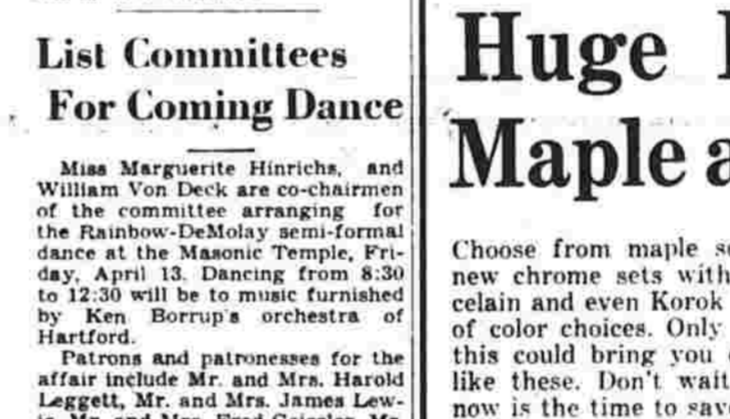 List Committees
For Coming Dance
Miss Marguerite Hinrichs, and
William Von Deck are co-chairmen
of the committee arranging for
the Rainbow-DeMolay semi-formal
dance at the Masonic Temple, Fri-
day, April 13. Dancing from 8:30
to 12:30 will be to music furnished
by Ken Borrup's orchestra of
Hartford.
Patrons and patronesses for the
affair include Mr. and Mrs. Harold
Leggett, Mr. and Mrs. James Lew-
Huge
Maple a
Choose from maple s
new chrome sets with
celain and even Korok
of color choices. Only
this could bring you
like these. Don't wait
now is the time to save